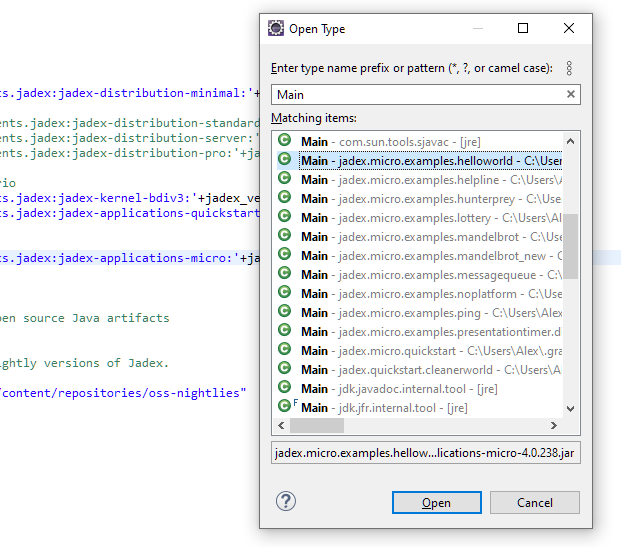 Open Type
Enter type name prefix or pattern (*, ?, or camel case):
Main
Matching items:
Main - com.sun.tools.sjavac - [jre]
Main - jadex.micro.examples.helloworld - C:\User
Main - jadex.micro.examples.helpline - C:\Users\A
Main - jadex.micro.examples.hunterprey - C:\Users
Main - jadex.micro.examples.lottery - C:\Users\Alex
Main - jadex.micro.examples.mandelbrot - C:\Users
Main - jadex.micro.examples.mandelbrot_new - C:\
Main - jadex.micro.examples.messagequeue - C:\Us
Main - jadex.micro.examples.noplatform - C:\Users
Main - jadex.micro.examples.ping - C:\Users\Alex\
Main - jadex.micro.examples.presentationtimer.d
Main - jadex.micro.quickstart - C:\Users\Alex\.gra
Main - jadex.quickstart.cleanerworld - C:\Users\A
Main - jdk.javadoc.internal.tool - [jre]
F Main - jdk.jfr.internal.tool - [jre]
jadex.micro.examples.hellow...lications-micro-4.0.238.jar
Open
Cancel
ts.jadex:jadex-distribution-minimal:'+
ents.jadex:jadex-distribution-standard
ents.jadex:jadex-distribution-server:'
ents.jadex:jadex-distribution-pro:'+ja
vio
ts.jadex:jadex-kernel-bdiv3:'+jadex_ve
ts.jadex:jadex-applications-quickstart
ts.jadex:jadex-applications-micro:'+ja
pen source Java artifacts
ightly versions of Jadex.
/content/repositories/oss-nightlies"